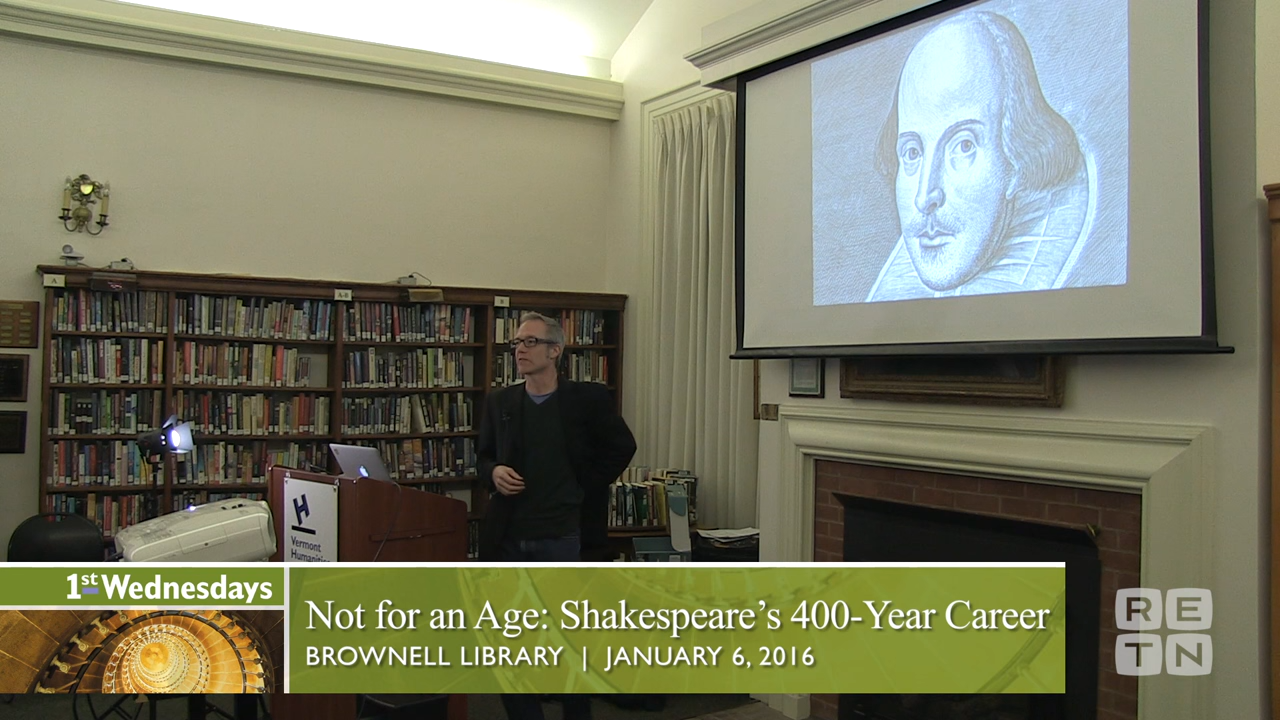 A
A-B
B
Vermont
1st Wednesdays
Not for an Age: Shakespeare's 400-Year Career
BROWNELL LIBRARY | JANUARY 6, 2016
RE
TN